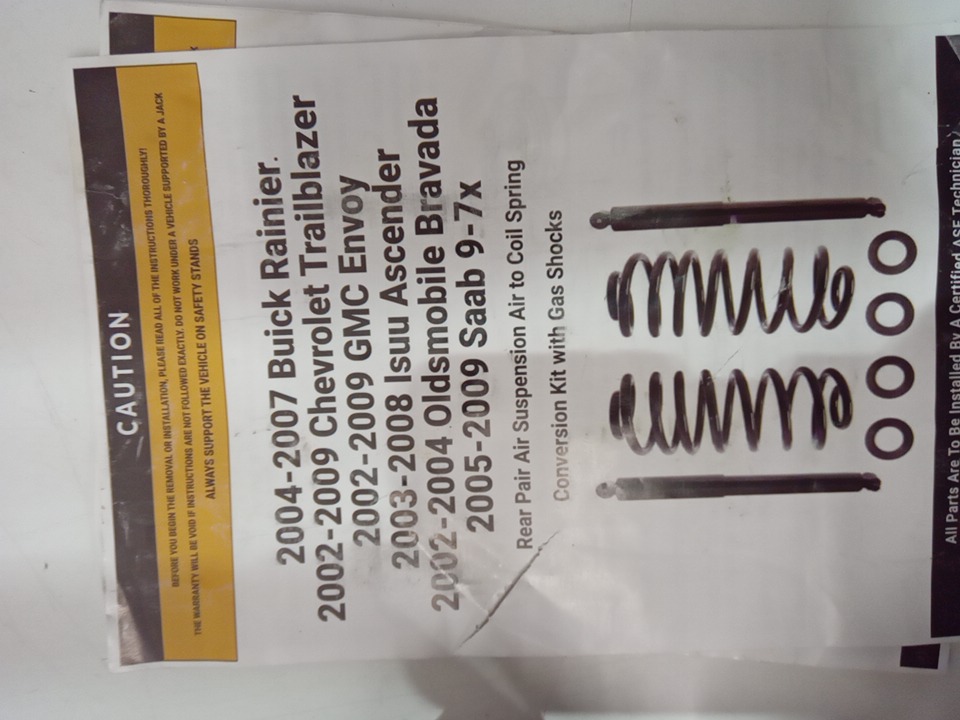 CAUTION
BEFORE YOU BEGIN THE REMOVAL OR INSTALLATION, PLEASE READ ALL OF THE INSTRUCTIONS THOROUGHLY!
THE WARRANTY WILL BE VOID IF INSTRUCTIONS ARE NOT FOLLOWED EXACTLY. DO NOT WORK UNDER A VEHICLE SUPPORTED BY A JACK
ALWAYS SUPPORT THE VEHICLE ON SAFETY STANDS
2004-2007 Buick Rainier.
2002-2009 Chevrolet Trailblazer
2002-2009 GMC Envoy
2003-2008 Isuu Ascender
2002-2004 Oldsmobile Bravada
2005-2009 Saab 9-7x
Rear Pair Air Suspension Air to Coil Spring
Conversion Kit with Gas Shocks
All Parts Are To Be Installed By A Certified ASE Technician